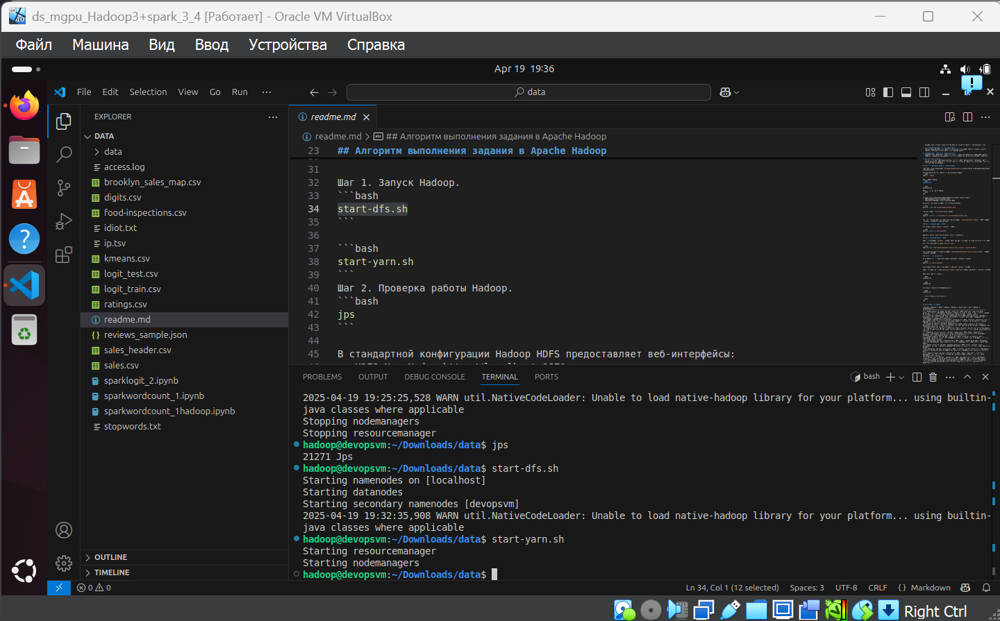 ds_mgpu_Hadoop3+spark_3_4 [Работает] - Oracle VM VirtualBox
Файл Машина Вид Ввод Устройства Справка
Apr 19 19:36
File Edit Selection View Go Run ···
data
EXPLORER
DATA
data
access.log
brooklyn_sales_map.csv
digits.csv
food-inspections.csv
idiot.txt
ip.tsv
kmeans.csv
logit_test.csv
logit_train.csv
ratings.csv
readme.md
reviews_sample.json
sales_header.csv
sales.csv
sparklogit_2.ipynb
sparkwordcount_1.ipynb
sparkwordcount_1hadoop.ipynb
stopwords.txt
OUTLINE
TIMELINE
readme.md
readme.md > ## Алгоритм выполнения задания в Apache Hadoop
23 ## Алгоритм выполнения задания в Apache Hadoop
31
32 Шаг 1. Запуск Hadoop.
33 ```bash
34 start-dfs.sh
35 ```
36
37 ```bash
38 start-yarn.sh
39 ```
40 Шаг 2. Проверка работы Hadoop.
41 ```bash
42 jps
43 ```
44
45 В стандартной конфигурации Hadoop HDFS предоставляет веб-интерфейсы:
PROBLEMS OUTPUT DEBUG CONSOLE TERMINAL PORTS
bash
2025-04-19 19:25:25,528 WARN util.NativeCodeLoader: Unable to load native-hadoop library for your platform... using builtin-
java classes where applicable
Stopping nodemanagers
Stopping resourcemanager
hadoop@devopsvm:~/Downloads/data$ jps
21271 Jps
hadoop@devopsvm:~/Downloads/data$ start-dfs.sh
Starting namenodes on [localhost]
Starting datanodes
Starting secondary namenodes [devopsvm]
2025-04-19 19:32:35,908 WARN util.NativeCodeLoader: Unable to load native-hadoop library for your platform... using builtin-
java classes where applicable
hadoop@devopsvm:~/Downloads/data$ start-yarn.sh
Starting resourcemanager
Starting nodemanagers
hadoop@devopsvm:~/Downloads/data$
0 0
Ln 34, Col 1 (12 selected) Spaces: 3 UTF-8 CRLF { } Markdown
Right Ctrl